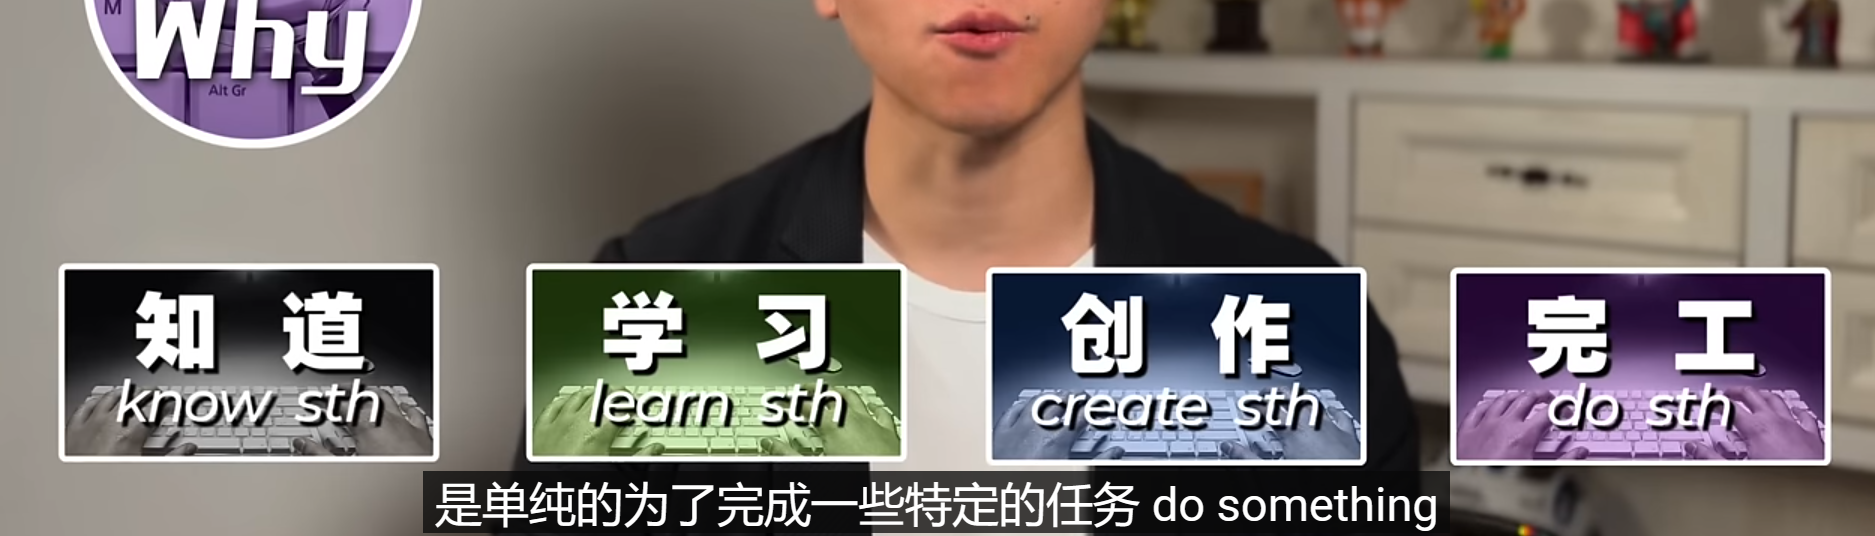 M
Why
Alt Gr
知道
know sth
学习
learn sth
创作
create sth
完工
do sth
是单纯的为了完成一些特定的任务 do something